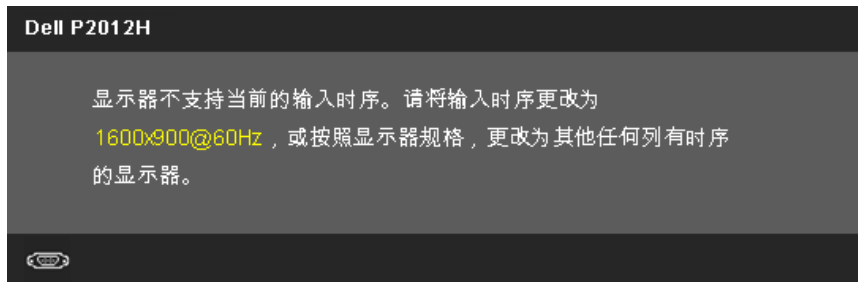 Dell P2012H
显示器不支持当前的输入时序。请将输入时序更改为
1600x900@60Hz，或按照显示器规格，更改为其他任何列有时序
的显示器。